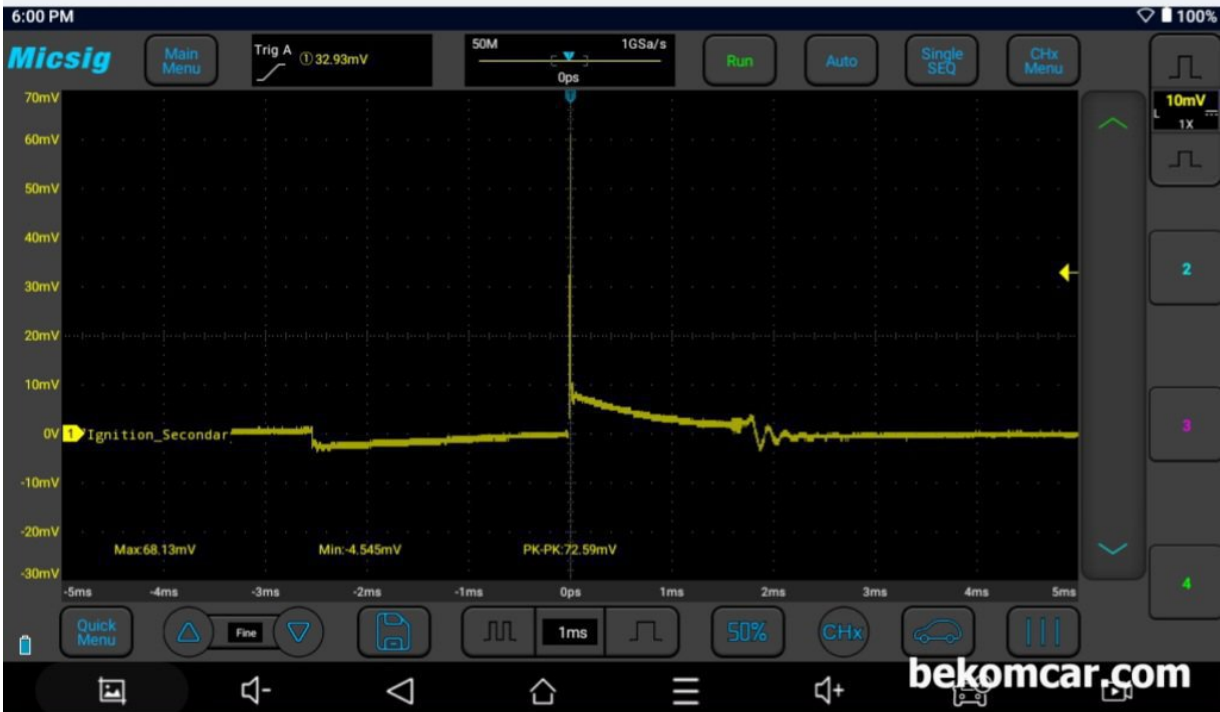 6:00 PM 100%
Micsig
Main
Menu
Trig A ① 32.93mV
50M 1GSa/s
0ps
Run
Auto
Single
SEQ
CHx
Menu
10mV
L 1X
70mV
60mV
50mV
40mV
30mV
20mV
10mV
0V 1 Ignition_Secondar
-10mV
-20mV
-30mV
Max:68.13mV Min:-4.545mV PK-PK:72.59mV
-5ms -4ms -3ms -2ms -1ms 0ps 1ms 2ms 3ms 4ms 5ms
2
3
4
Quick
Menu
Fine
1ms
50%
CHx
bekomcar.com